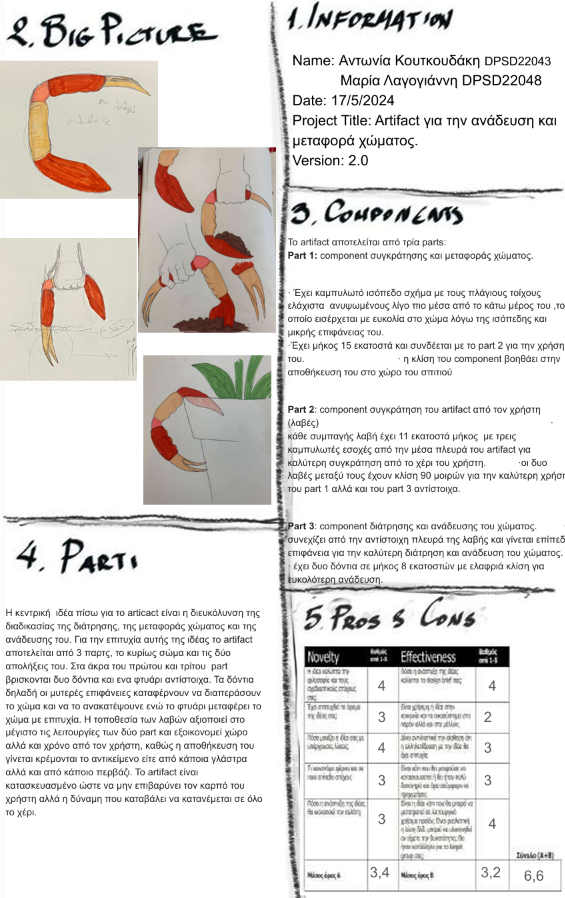 2. BIG PICTURE
1. INFORMATION
Name: Αντωνία Κουτκουδάκη DPSD22043
Μαρία Λαγογιάννη DPSD22048
Date: 17/5/2024
Project Title: Artifact για την ανάδευση και
μεταφορά χώματος.
Version: 2.0
3. COMPONENTS
Το artifact αποτελείται από τρία parts:
Part 1: component συγκράτησης και μεταφοράς χώματος.
· Έχει καμπυλωτό ισόπεδο σχήμα με τους πλάγιους τοίχους
ελάχιστα ανυψωμένους λίγο πιο μέσα από το κάτω μέρος του ,το
οποίο εισέρχεται με ευκολία στο χώμα λόγω της ισόπεδης και
μικρής επιφάνειας του.
·Έχει μήκος 15 εκατοστά και συνδέεται με το part 2 για την χρήση
του. · η κλίση του component βοηθάει στην
αποθήκευση του στο χώρο του σπιτιού
Part 2: component συγκράτηση του artifact από τον χρήστη
(λαβές) ·
κάθε συμπαγής λαβή έχει 11 εκατοστά μήκος με τρεις
καμπυλωτές εσοχές από την μέσα πλευρά του artifact για
καλύτερη συγκράτηση από το χέρι του χρήστη. ·οι δυο
λαβές μεταξύ τους έχουν κλίση 90 μοιρών για την καλύτερη χρήση
του part 1 αλλά και του part 3 αντίστοιχα.
Part 3: component διάτρησης και ανάδευσης του χώματος. ·
συνεχίζει από την αντίστοιχη πλευρά της λαβής και γίνεται επίπεδ
επιφάνεια για την καλύτερη διάτρηση και ανάδευση του χώματος.
· έχει δυο δόντια σε μήκος 8 εκατοστών με ελαφριά κλίση για
ευκολότερη ανάδευση.
4. PARTI
Η κεντρική ιδέα πίσω για το articact είναι η διευκόλυνση της
διαδικασίας της διάτρησης, της μεταφοράς χώματος και της
ανάδευσης του. Για την επιτυχία αυτής της ιδέας το artifact
αποτελείται από 3 παρτς, το κυρίως σώμα και τις δύο
απολήξεις του. Στα άκρα του πρώτου και τρίτου part
βρισκονται δυο δόντια και ενα φτυάρι αντίστοιχα. Τα δόντια
δηλαδή οι μυτερές επιφάνειες καταφέρνουν να διαπεράσουν
το χώμα και να το ανακατέψουνε ενώ το φτυάρι μεταφέρει το
χώμα με επιτυχία. Η τοποθεσία των λαβών αξιοποιεί στο
μέγιστο τις λειτουργίες των δύο part και εξοικονομεί χώρο
αλλά και χρόνο από τον χρήστη, καθώς η αποθήκευση του
γίνεται κρέμονται το αντικείμενο είτε από κάποια γλάστρα
αλλά και από κάποιο περβάζι. Το artifact είναι
κατασκευασμένο ώστε να μην επιβαρύνει τον καρπό του
χρήστη αλλά η δύναμη που καταβάλει να κατανέμεται σε όλο
το χέρι.
5. PROS & CONS
Novelty Βαθμός από 1-5 Effectiveness Βαθμός από 1-5
4 4
3 2
4 3
3 3
3 4
Σύνολο (Α+Β)
Μέσος όρος Α 3,4 Μέσος όρος Β 3,2 6,6